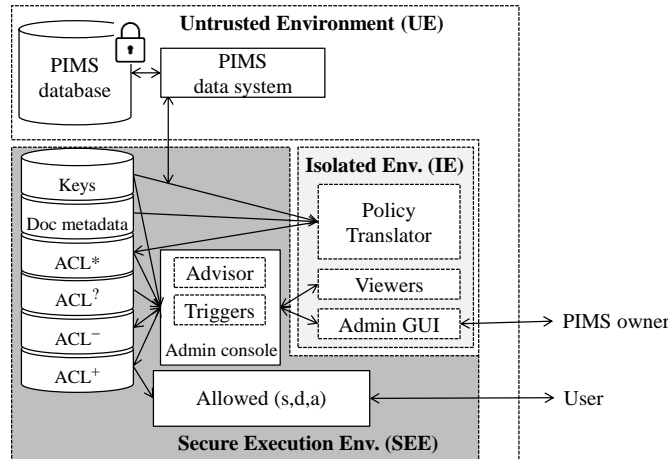 Untrusted Environment (UE)
PIMS
database
PIMS
data system
Isolated Env. (IE)
Keys
Doc metadata
ACL*
ACL?
ACL−
ACL+
Policy
Translator
Advisor
Triggers
Admin console
Viewers
Admin GUI
PIMS owner
Allowed (s,d,a)
User
Secure Execution Env. (SEE)